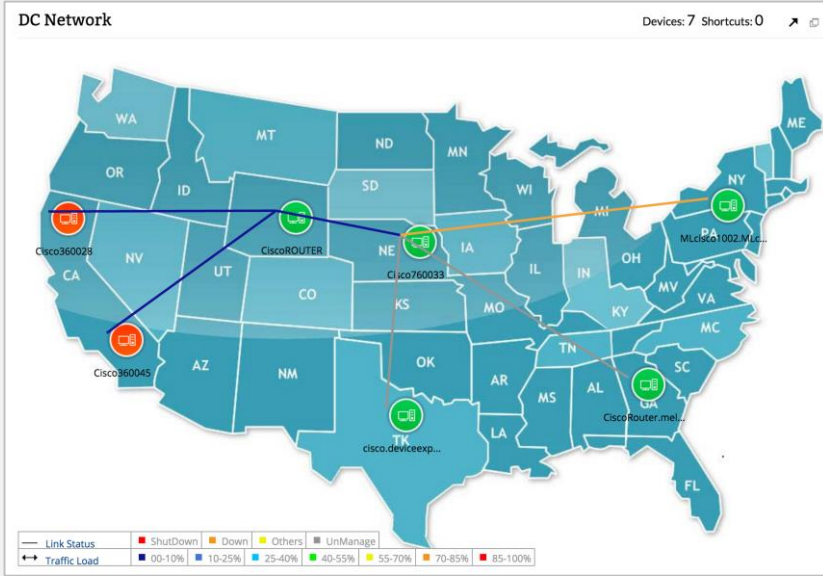 DC Network
Devices: 7 Shortcuts: 0
WA
MT
ND
MN
ME
OR
ID
SD
WI
MI
NY
Cisco360028
CiscoROUTER
NE
Cisco760033
IA
MLcisco1002.MLc...
PA
CA
NV
UT
CO
KS
MO
IL
IN
OH
KY
MV
VA
MC
Cisco360045
AZ
NM
OK
AR
TN
SC
MS
AL
GA
CiscoRouter.mel...
TK
cisco.deviceexp...
LA
FL
Link Status ShutDown Down Others UnManage
Traffic Load 00-10% 10-25% 25-40% 40-55% 55-70% 70-85% 85-100%